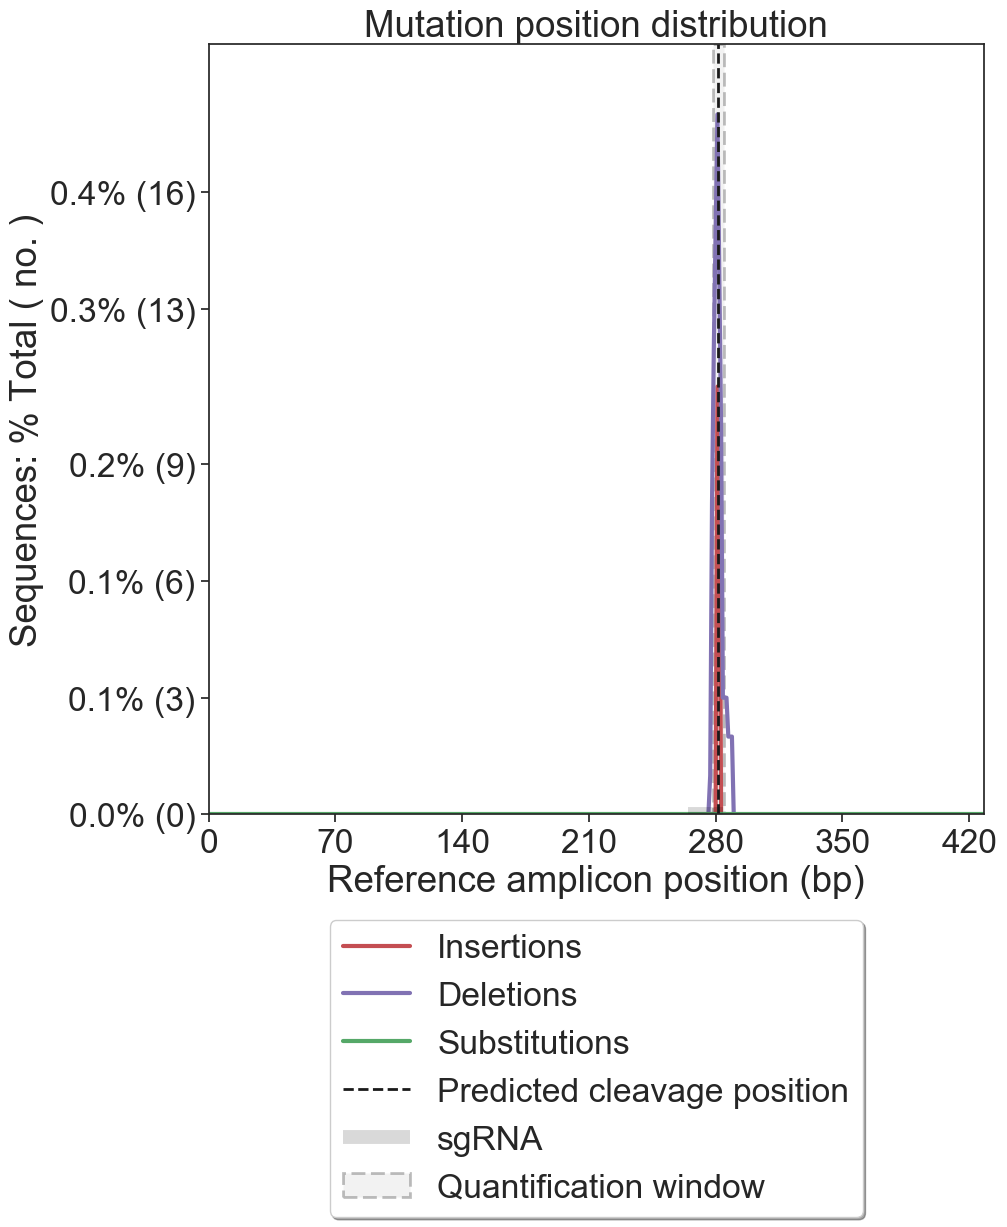 Mutation position distribution
Sequences: % Total ( no. )
0.4% (16)
0.3% (13)
0.2% (9)
0.1% (6)
0.1% (3)
0.0% (0)
0 70 140 210 280 350 420
Reference amplicon position (bp)
Insertions
Deletions
Substitutions
Predicted cleavage position
sgRNA
Quantification window